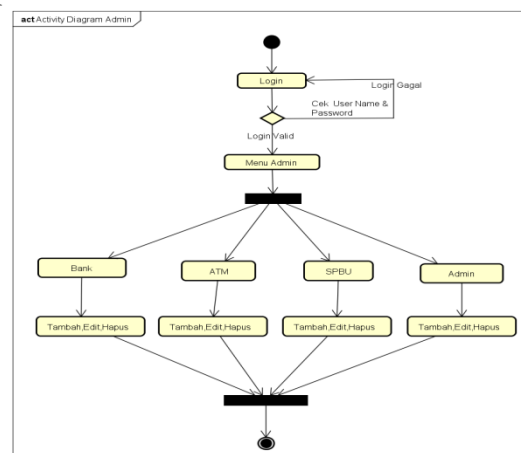 act Activity Diagram Admin
Login
Login Gagal
Cek User Name &
Password
Login Valid
Menu Admin
Bank
ATM
SPBU
Admin
Tambah,Edit,Hapus
Tambah,Edit,Hapus
Tambah,Edit,Hapus
Tambah,Edit,Hapus